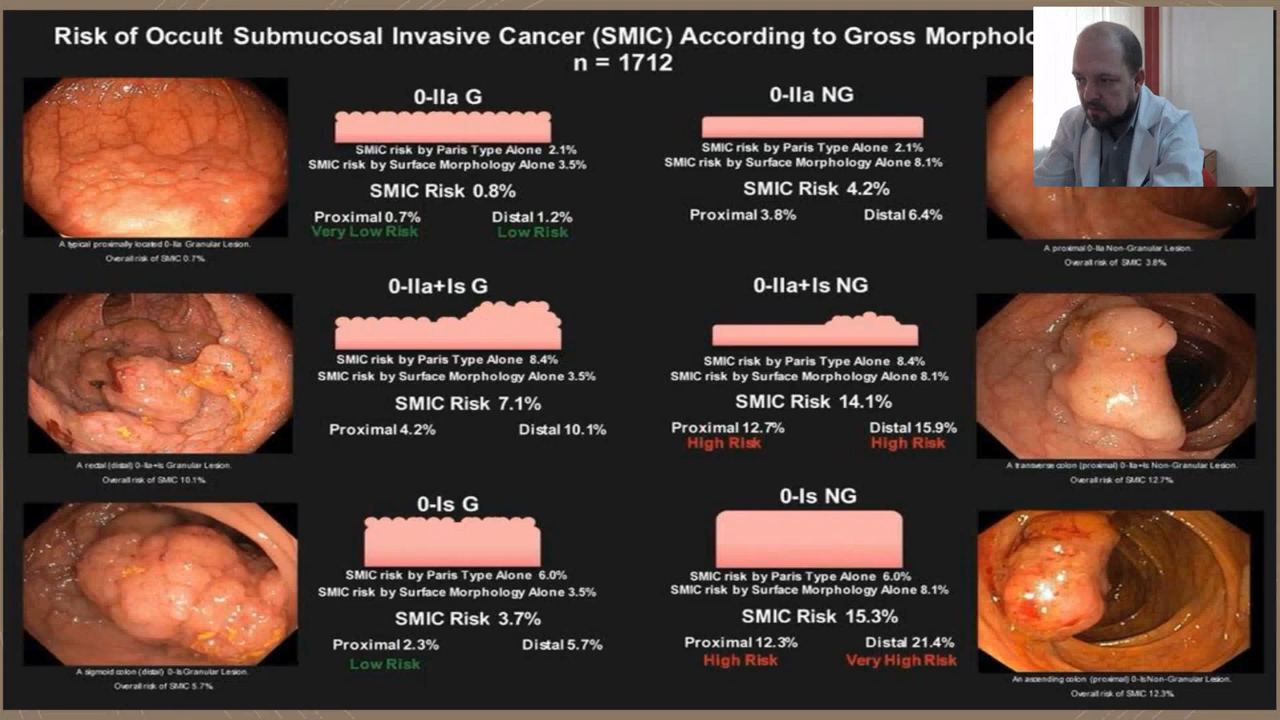 Risk of Occult Submucosal Invasive Cancer (SMIC) According to Gross
n = 1712
0-IIa G
SMIC risk by Paris Type Alone 2.1%
SMIC risk by Surface Morphology Alone 3.5%
SMIC Risk 0.8%
Proximal 0.7% Distal 1.2%
Very Low Risk Low Risk
A typical proximally located 0-IIa Granular Lesion.
Overall risk of SMIC 0.7%.
0-IIa NG
SMIC risk by Paris Type Alone 2.1%
SMIC risk by Surface Morphology Alone 8.1%
SMIC Risk 4.2%
Proximal 3.8% Distal 6.4%
A proximal 0-IIa Non-Granular Lesion.
Overall risk of SMIC 3.8%.
0-IIa+Is G
SMIC risk by Paris Type Alone 8.4%
SMIC risk by Surface Morphology Alone 3.5%
SMIC Risk 7.1%
Proximal 4.2% Distal 10.1%
A rectal (distal) 0-IIa+Is Granular Lesion.
Overall risk of SMIC 10.1%.
0-IIa+Is NG
SMIC risk by Paris Type Alone 8.4%
SMIC risk by Surface Morphology Alone 8.1%
SMIC Risk 14.1%
Proximal 12.7% Distal 15.9%
High Risk High Risk
A transverse colon (proximal) 0-IIa+Is Non-Granular Lesion.
Overall risk of SMIC 12.7%.
0-Is G
SMIC risk by Paris Type Alone 6.0%
SMIC risk by Surface Morphology Alone 3.5%
SMIC Risk 3.7%
Proximal 2.3% Distal 5.7%
Low Risk
A sigmoid colon (distal) 0-Is Granular Lesion.
Overall risk of SMIC 5.7%.
0-Is NG
SMIC risk by Paris Type Alone 6.0%
SMIC risk by Surface Morphology Alone 8.1%
SMIC Risk 15.3%
Proximal 12.3% Distal 21.4%
High Risk Very High Risk
An ascending colon (proximal) 0-Is Non-Granular Lesion.
Overall risk of SMIC 12.3%.